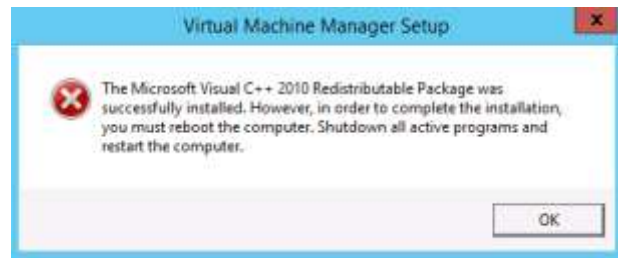 Virtual Machine Manager Setup
The Microsoft Visual C++ 2010 Redistributable Package was
successfully installed. However, in order to complete the installation,
you must reboot the computer. Shutdown all active programs and
restart the computer.
OK